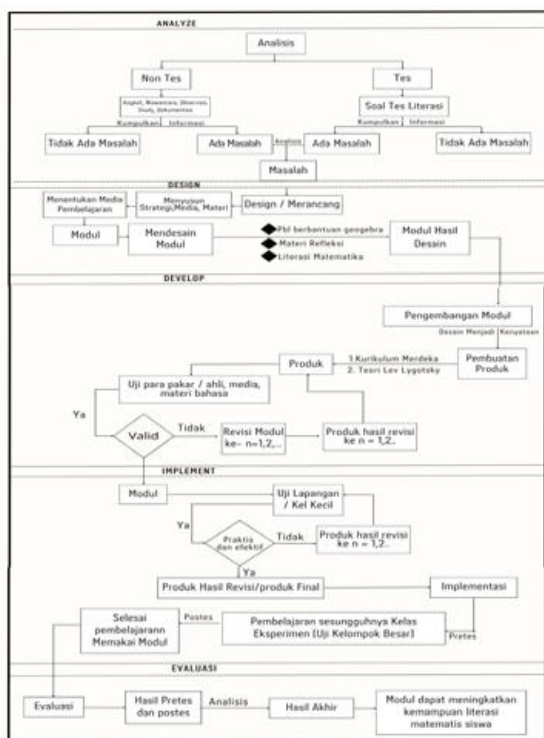 ANALYZE
Analisis
Non Tes
Tes
Angket, Wawancara, Observasi,
Study, Dokumentasi
Soal Tes Literasi
Kumpulkan Informasi
Kumpulkan Informasi
Tidak Ada Masalah
Ada Masalah
Analisis
Ada Masalah
Tidak Ada Masalah
Masalah
DESIGN
Menentukan Media
Pembelajaran
Menyusun
Strategi,Media, Materi
Design / Merancang
Modul
Mendesain
Modul
Pbl berbantuan geogebra
Materi Refleksi
Literasi Matematika
Modul Hasil
Desain
DEVELOP
Pengembangan Modul
Desain Menjadi Kenyataan
Produk
1.Kurikulum Merdeka
2. Teori Lev Lygotsky
Pembuatan
Produk
Uji para pakar / ahli, media,
materi bahasa
Ya
Valid
Tidak
Revisi Modul
ke- n=1,2,...
Produk hasil revisi
ke n = 1,2..
IMPLEMENT
Modul
Uji Lapangan
/ Kel Kecil
Ya
Praktis
dan efektif
Tidak
Produk hasil revisi
ke n = 1,2..
Ya
Produk Hasil Revisi/produk Final
Implementasi
Selesai
pembelajarann
Memakai Modul
Postes
Pembelajaran sesungguhnya Kelas
Eksperimen [Uji Kelompok Besar]
Pretes
EVALUASI
Evaluasi
Hasil Pretes
dan postes
Analisis
Hasil Akhir
Modul dapat meningkatkan
kemampuan literasi
matematis siswa